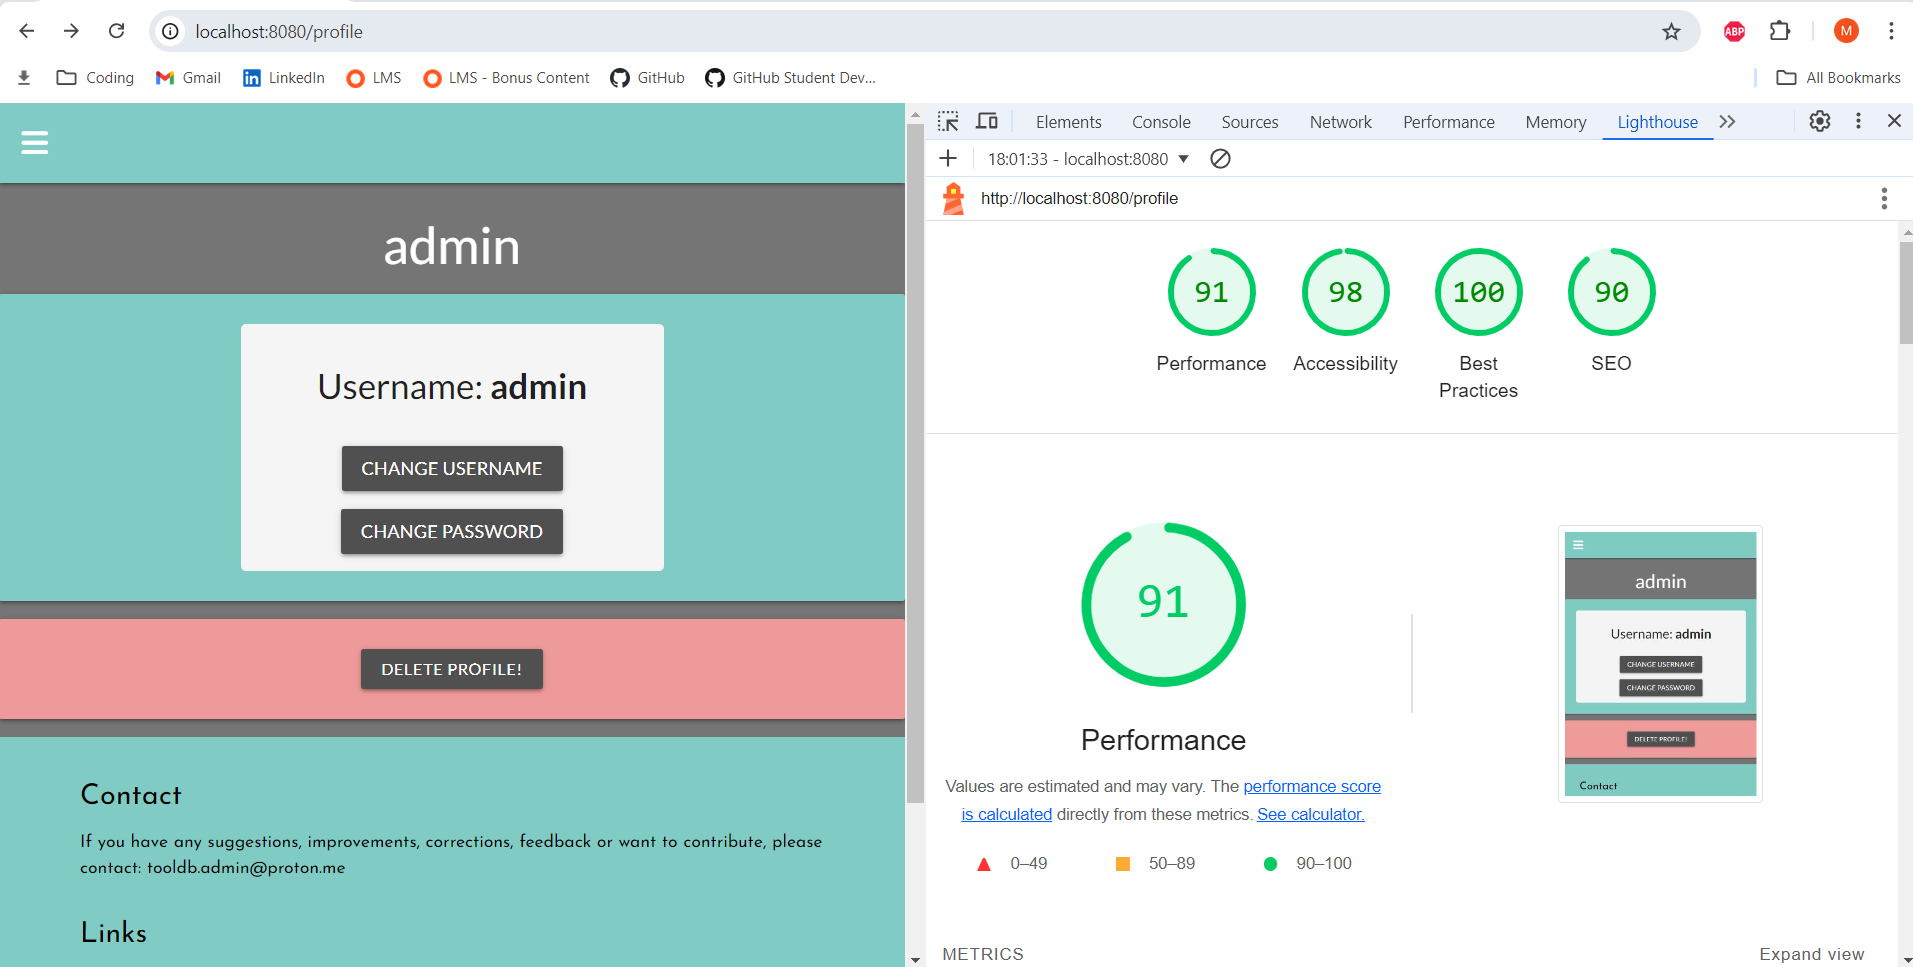 localhost:8080/profile
ABP
M
Coding
Gmail
LinkedIn
LMS
LMS - Bonus Content
GitHub
GitHub Student Dev...
All Bookmarks
admin
Username: admin
CHANGE USERNAME
CHANGE PASSWORD
DELETE PROFILE!
Contact
If you have any suggestions, improvements, corrections, feedback or want to contribute, please
contact: tooldb.admin@proton.me
Links
Elements
Console
Sources
Network
Performance
Memory
Lighthouse
18:01:33 - localhost:8080
http://localhost:8080/profile
91
Performance
98
Accessibility
100
Best
Practices
90
SEO
91
Performance
Values are estimated and may vary. The performance score
is calculated directly from these metrics. See calculator.
0–49
50–89
90–100
admin
Username: admin
CHANGE USERNAME
CHANGE PASSWORD
DELETE PROFILE!
Contact
METRICS
Expand view